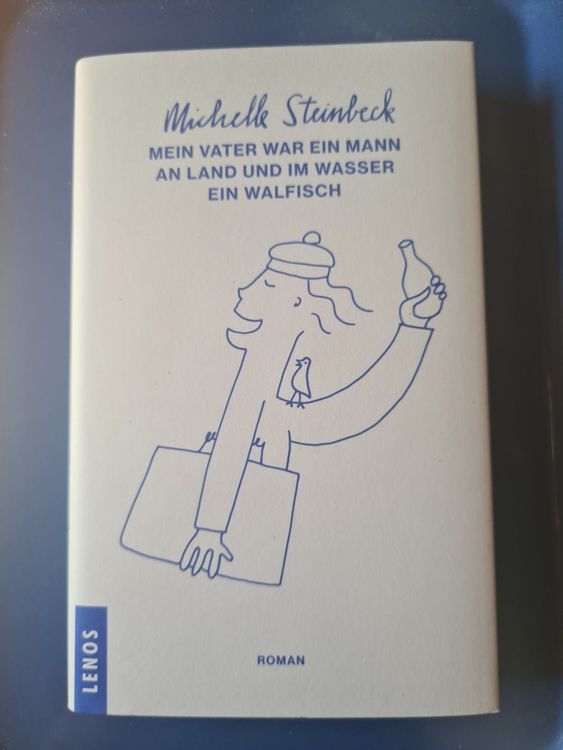 Michelle Steinbeck
MEIN VATER WAR EIN MANN
AN LAND UND IM WASSER
EIN WALFISCH
LENOS
ROMAN